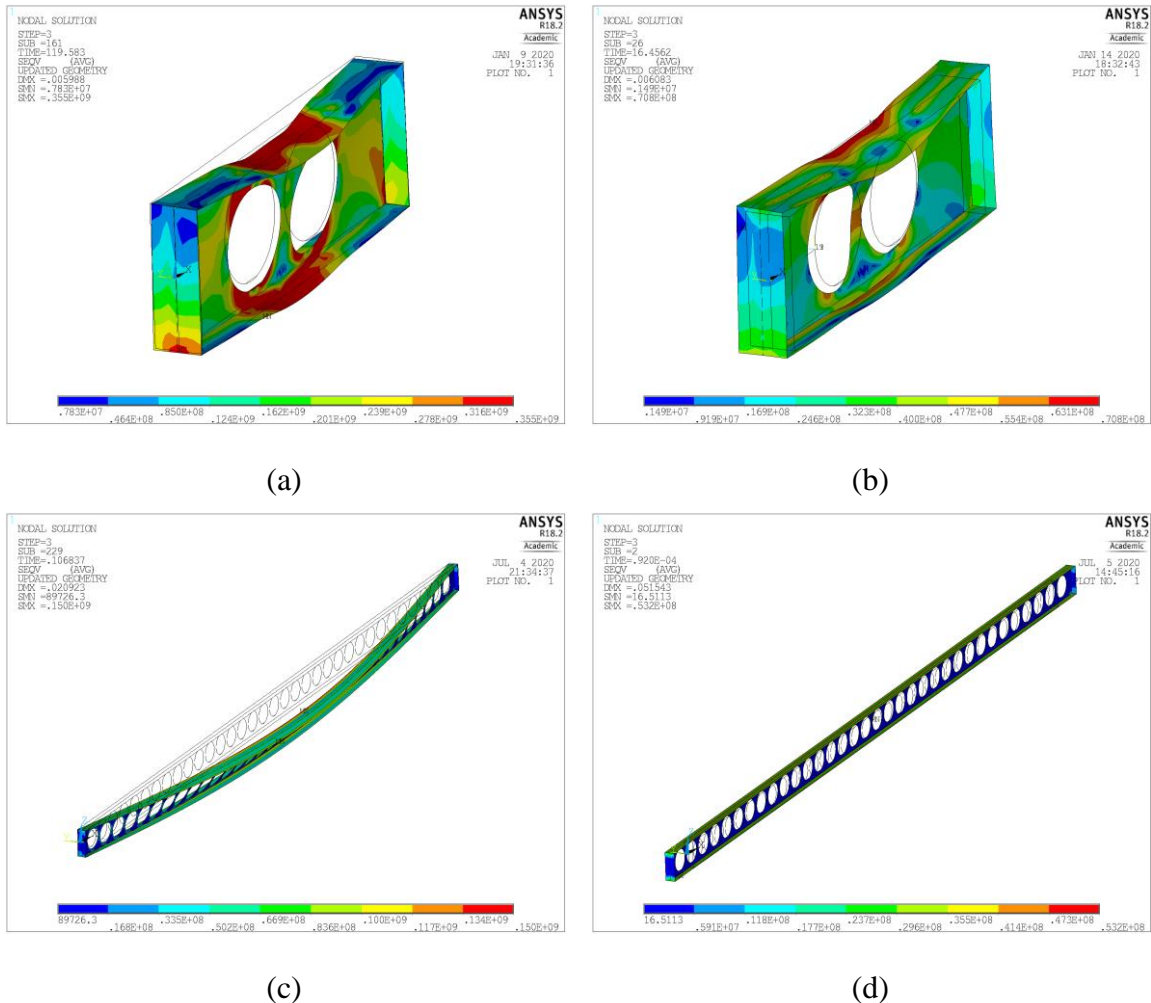 NODAL SOLUTION
STEP=3
SUB =161
TIME=119.583
SEQV (AVG)
UPDATED GEOMETRY
DMX =.005988
SMN =.783E+07
SMX =.355E+09
ANSYS
R18.2
Academic
JAN 9 2020
19:31:36
PLOT NO. 1
X
.783E+07 .850E+08 .162E+09 .239E+09 .316E+09
.464E+08 .124E+09 .201E+09 .278E+09 .355E+09
(a)
1
NODAL SOLUTION
STEP=3
SUB =26
TIME=16.4562
SEQV (AVG)
UPDATED GEOMETRY
DMX =.006083
SMN =.149E+07
SMX =.708E+08
ANSYS
R18.2
Academic
JAN 14 2020
18:32:43
PLOT NO. 1
.149E+07 .169E+08 .323E+08 .477E+08 .631E+08
.919E+07 .246E+08 .400E+08 .554E+08 .708E+08
(b)
1
NODAL SOLUTION
STEP=3
SUB =229
TIME=.106837
SEQV (AVG)
UPDATED GEOMETRY
DMX =.020923
SMN =89726.3
SMX =.150E+09
ANSYS
R18.2
Academic
JUL 4 2020
21:34:37
PLOT NO. 1
Z
Y
89726.3 .335E+08 .669E+08 .100E+09 .134E+09
.168E+08 .502E+08 .836E+08 .117E+09 .150E+09
(c)
1
NODAL SOLUTION
STEP=3
SUB =2
TIME=.920E-04
SEQV (AVG)
UPDATED GEOMETRY
DMX =.051543
SMN =16.5113
SMX =.532E+08
ANSYS
R18.2
Academic
JUL 5 2020
14:45:16
PLOT NO. 1
Z
16.5113 .118E+08 .237E+08 .355E+08 .473E+08
.591E+07 .177E+08 .296E+08 .414E+08 .532E+08
(d)